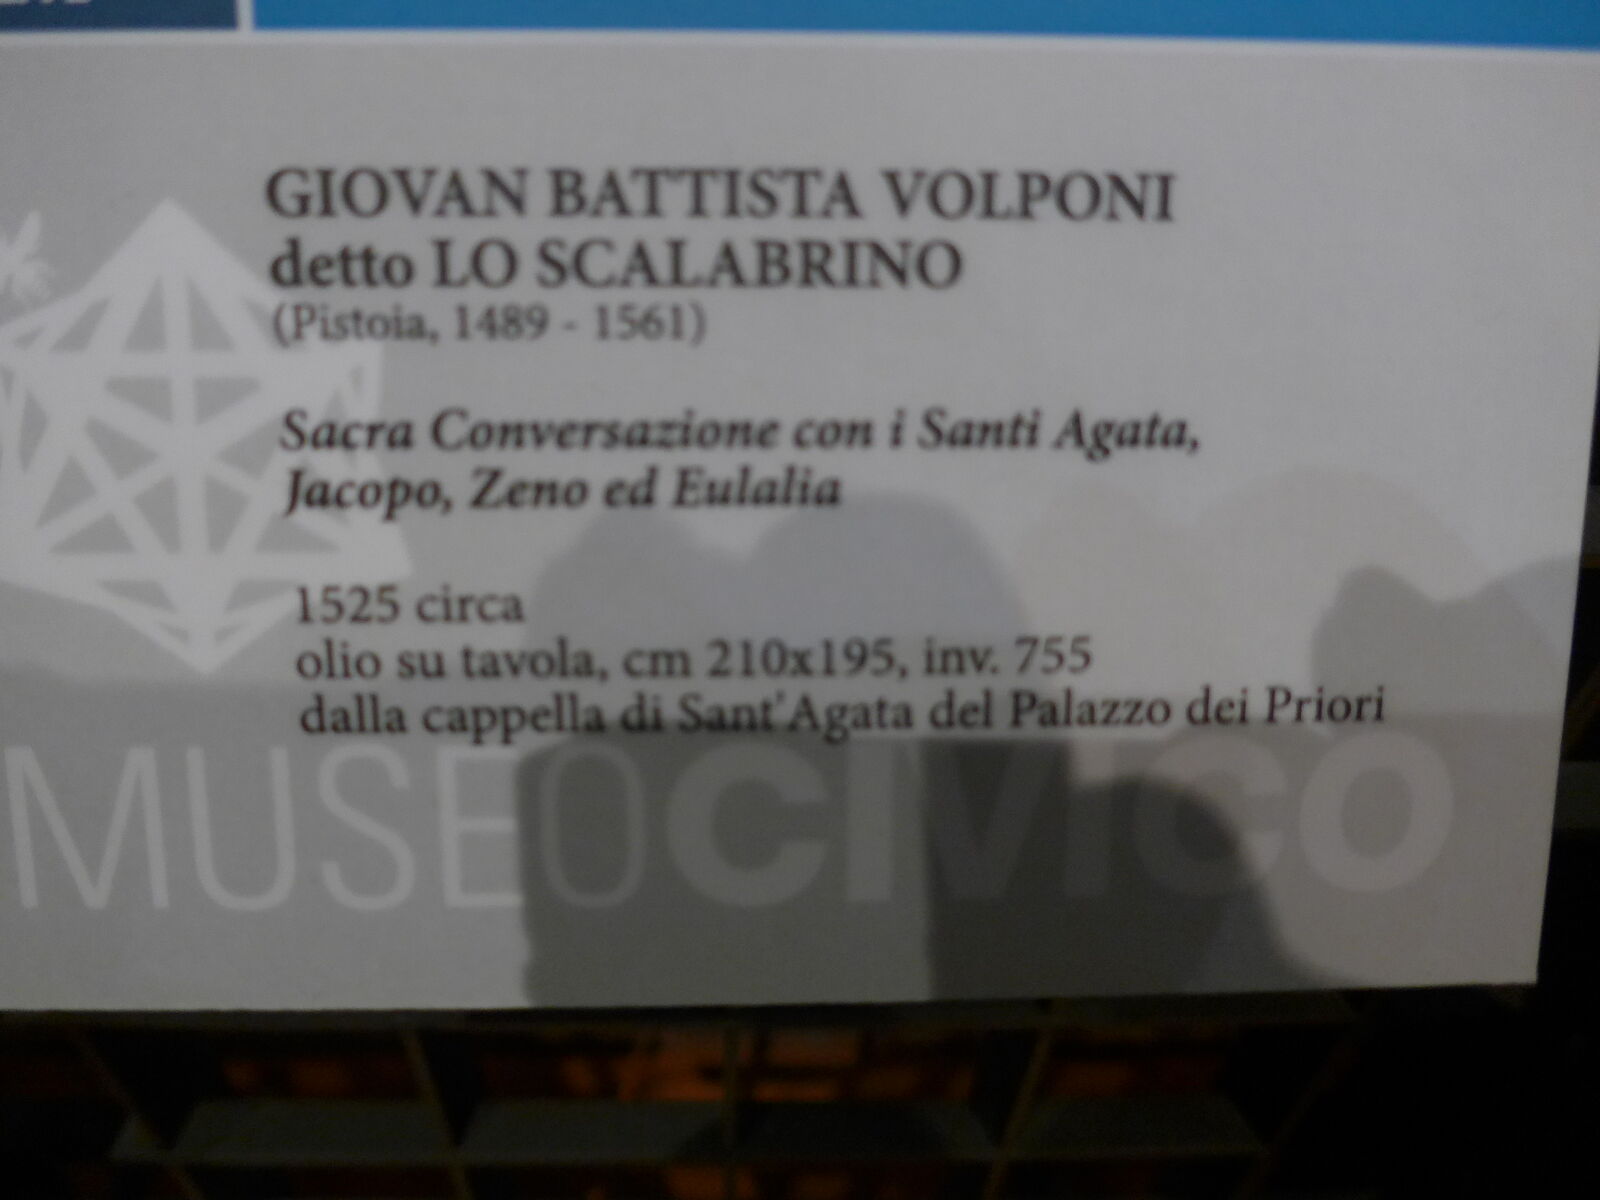 GIOVAN BATTISTA VOLPONI
detto LO SCALABRINO
(Pistoia, 1489 - 1561)
Sacra Conversazione con i Santi Agata,
Jacopo, Zeno ed Eulalia
1525 circa
olio su tavola, cm 210x195, inv. 755
dalla cappella di Sant'Agata del Palazzo dei Priori
MUSEOCIVICO